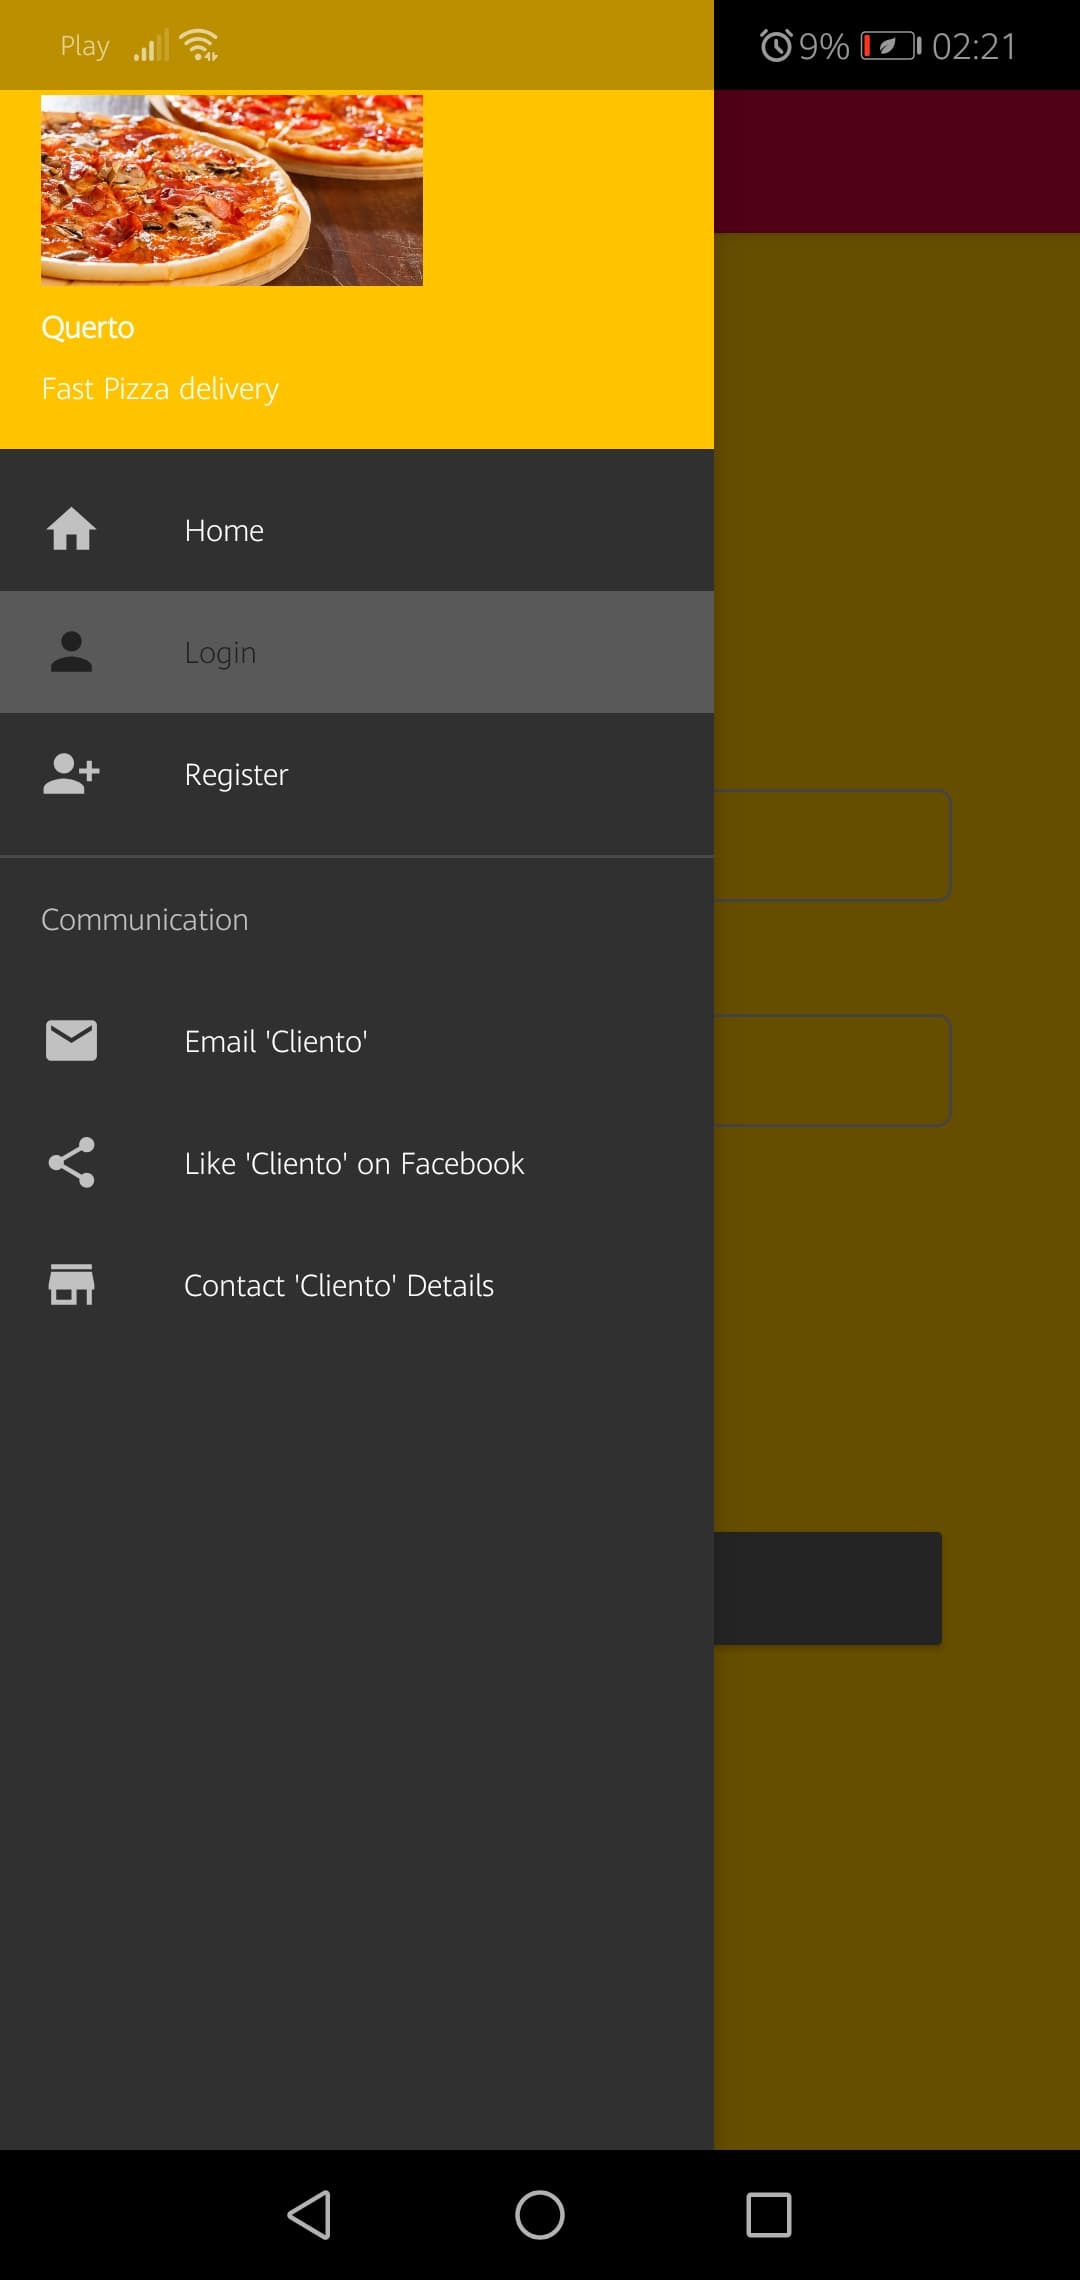 Play 9% 02:21
Querto
Fast Pizza delivery
Home
Login
Register
Communication
Email 'Cliento'
Like 'Cliento' on Facebook
Contact 'Cliento' Details